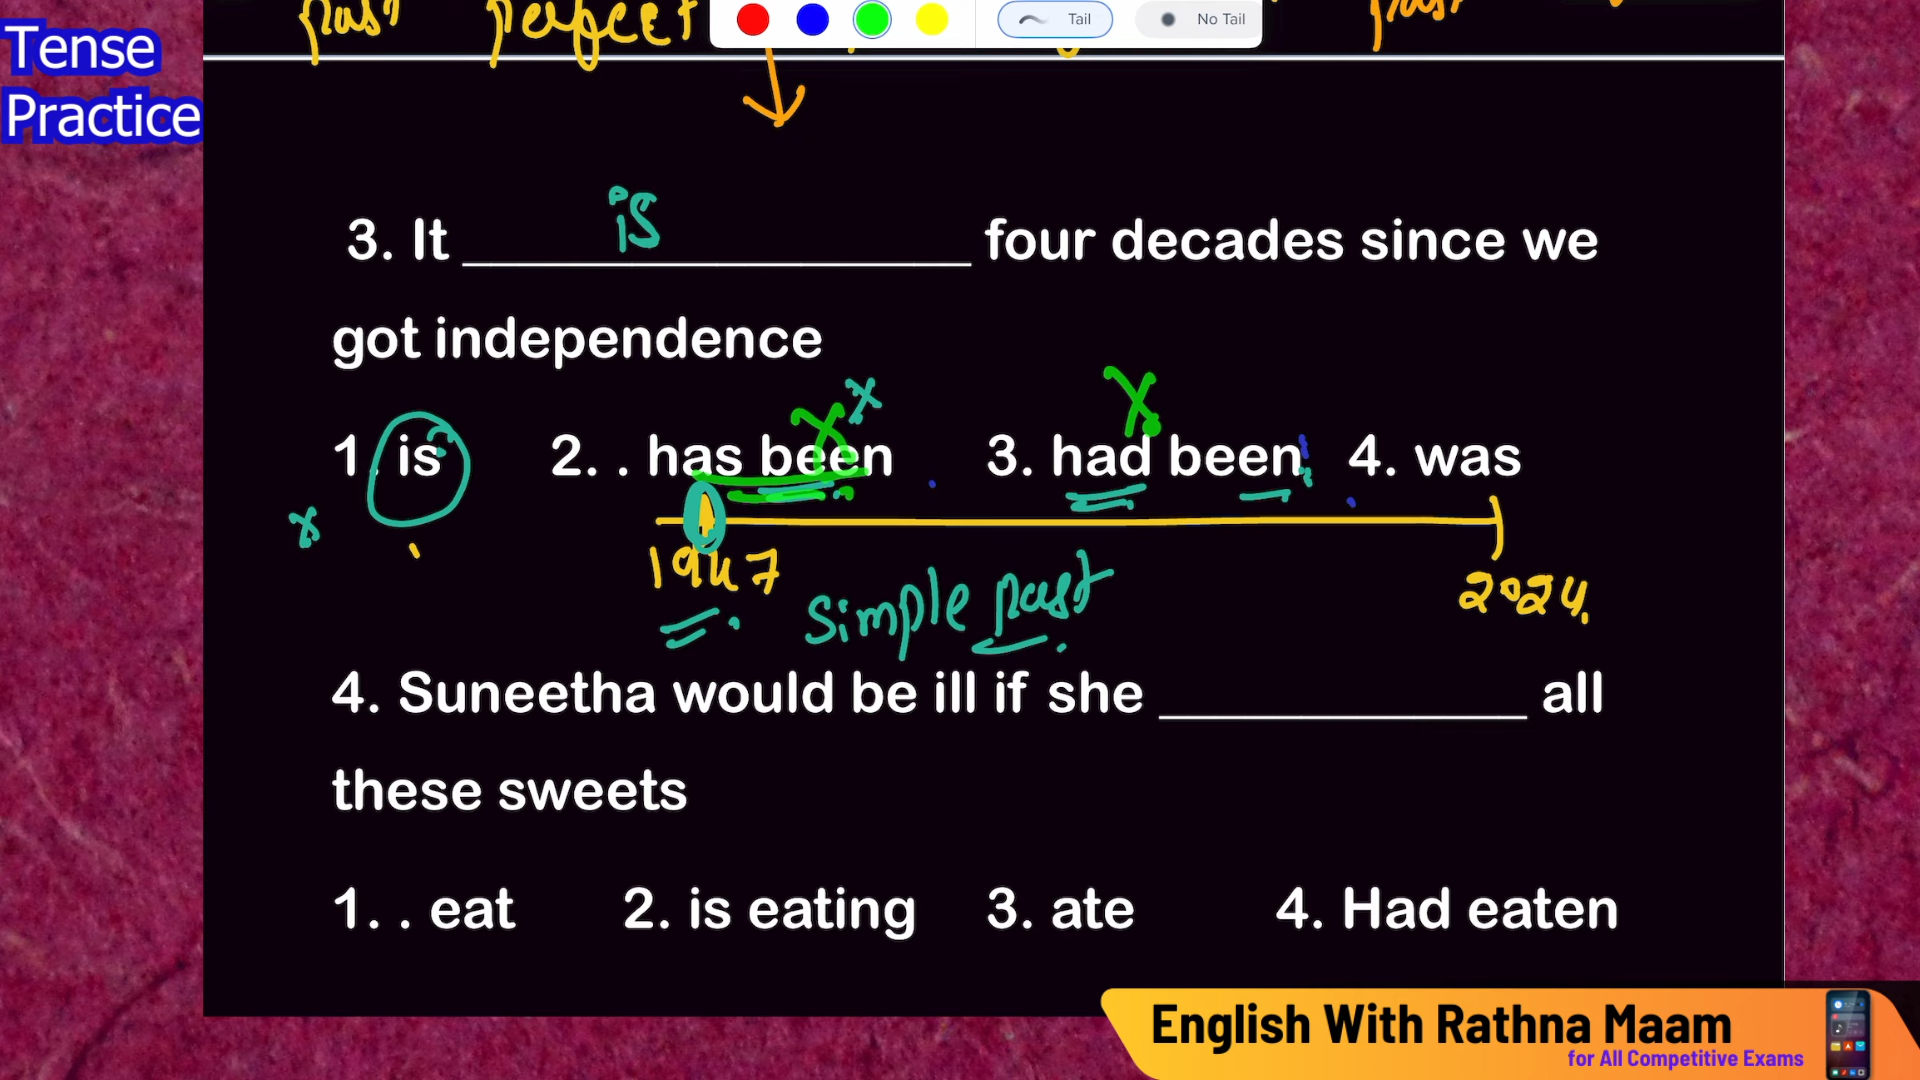 Tense
Practice
past perfect
Tail
No Tail
past
3. It is four decades since we
got independence
x
X
X
1. is 2. . has been 3. had been 4. was
x
1947
simple past
2024.
4. Suneetha would be ill if she ____________ all
these sweets
1. . eat 2. is eating 3. ate 4. Had eaten
English With Rathna Maam
for All Competitive Exams